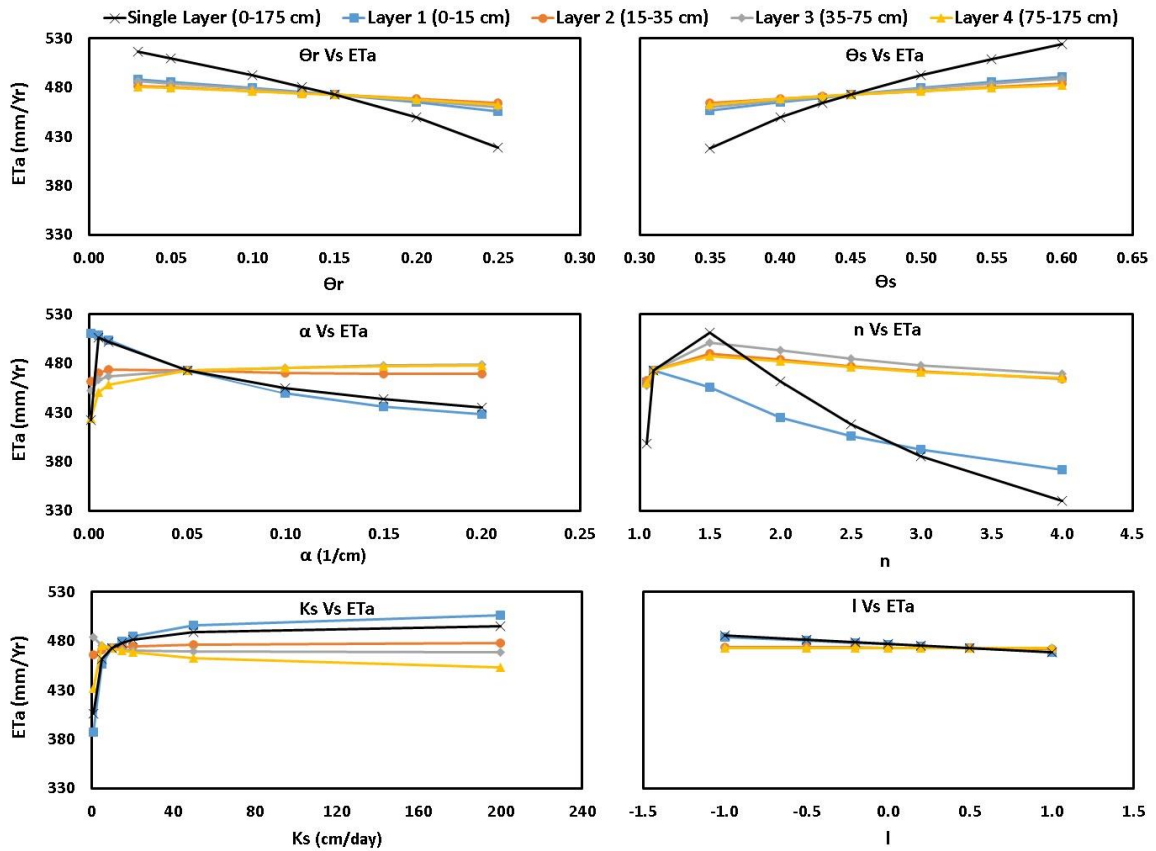 Single Layer (0-175 cm) Layer 1 (0-15 cm) Layer 2 (15-35 cm) Layer 3 (35-75 cm) Layer 4 (75-175 cm)
ϴr Vs ETa
ETa (mm/Yr)
530
480
430
380
330
0.00 0.05 0.10 0.15 0.20 0.25 0.30
ϴr
ϴs Vs ETa
0.30 0.35 0.40 0.45 0.50 0.55 0.60 0.65
ϴs
α Vs ETa
ETa (mm/Yr)
530
480
430
380
330
0.00 0.05 0.10 0.15 0.20 0.25
α (1/cm)
n Vs ETa
1.0 1.5 2.0 2.5 3.0 3.5 4.0 4.5
n
Ks Vs ETa
ETa (mm/Yr)
530
480
430
380
330
0 40 80 120 160 200 240
Ks (cm/day)
l Vs ETa
-1.5 -1.0 -0.5 0.0 0.5 1.0 1.5
l